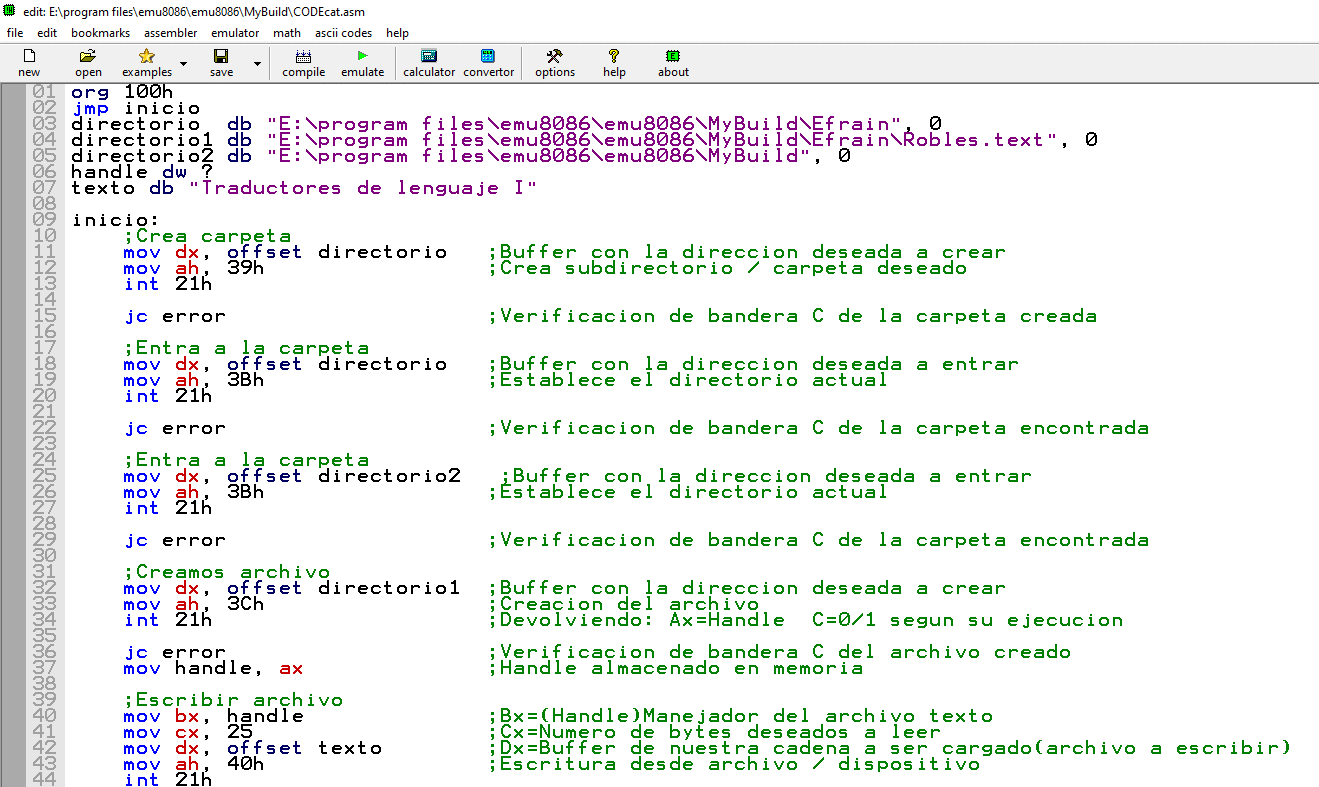 edit: E:\program files\emu8086\emu8086\MyBuild\CODEcat.asm
file edit bookmarks assembler emulator math ascii codes help
new open examples save compile emulate calculator convertor options help about
01 org 100h
02 jmp inicio
03 directorio  db "E:\program files\emu8086\emu8086\MyBuild\Efrain", 0
04 directorio1 db "E:\program files\emu8086\emu8086\MyBuild\Efrain\Robles.text", 0
05 directorio2 db "E:\program files\emu8086\emu8086\MyBuild", 0
06 handle dw ?
07 texto db "Traductores de lenguaje I"
08
09 inicio:
10     ;Crea carpeta
11     mov dx, offset directorio   ;Buffer con la direccion deseada a crear
12     mov ah, 39h                 ;Crea subdirectorio / carpeta deseado
13     int 21h
14
15     jc error                    ;Verificacion de bandera C de la carpeta creada
16
17     ;Entra a la carpeta
18     mov dx, offset directorio   ;Buffer con la direccion deseada a entrar
19     mov ah, 3Bh                 ;Establece el directorio actual
20     int 21h
21
22     jc error                    ;Verificacion de bandera C de la carpeta encontrada
23
24     ;Entra a la carpeta
25     mov dx, offset directorio2   ;Buffer con la direccion deseada a entrar
26     mov ah, 3Bh                 ;Establece el directorio actual
27     int 21h
28
29     jc error                    ;Verificacion de bandera C de la carpeta encontrada
30
31     ;Creamos archivo
32     mov dx, offset directorio1  ;Buffer con la direccion deseada a crear
33     mov ah, 3Ch                 ;Creacion del archivo
34     int 21h                     ;Devolviendo: Ax=Handle  C=0/1 segun su ejecucion
35
36     jc error                    ;Verificacion de bandera C del archivo creado
37     mov handle, ax              ;Handle almacenado en memoria
38
39     ;Escribir archivo
40     mov bx, handle              ;Bx=(Handle)Manejador del archivo texto
41     mov cx, 25                  ;Cx=Numero de bytes deseados a leer
42     mov dx, offset texto        ;Dx=Buffer de nuestra cadena a ser cargado(archivo a escribir)
43     mov ah, 40h                 ;Escritura desde archivo / dispositivo
44     int 21h